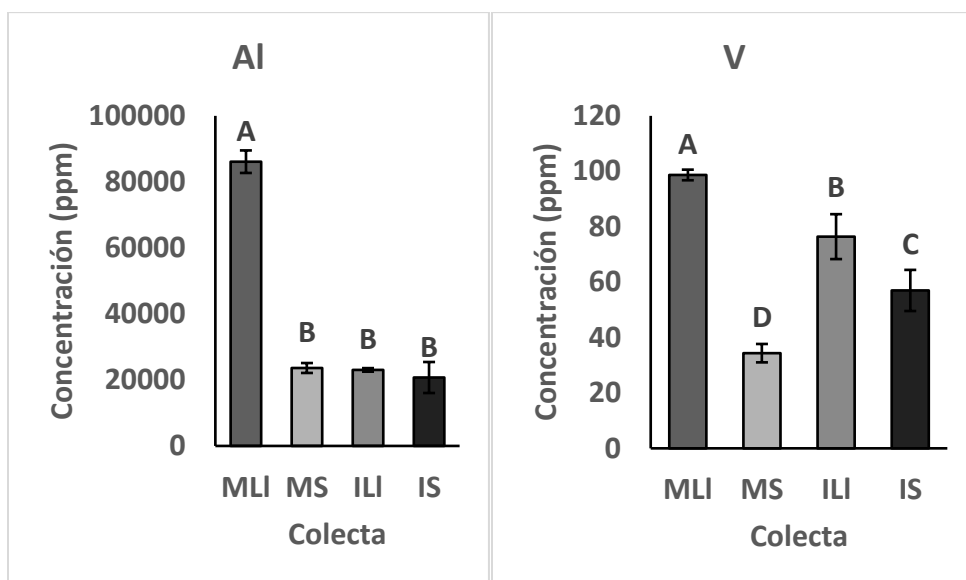 Al
Concentración (ppm)
100000
80000
60000
40000
20000
0
A
B
B
B
MLl MS ILl IS
Colecta
V
Concentración (ppm)
120
100
80
60
40
20
0
A
D
B
C
MLl MS ILl IS
Colecta